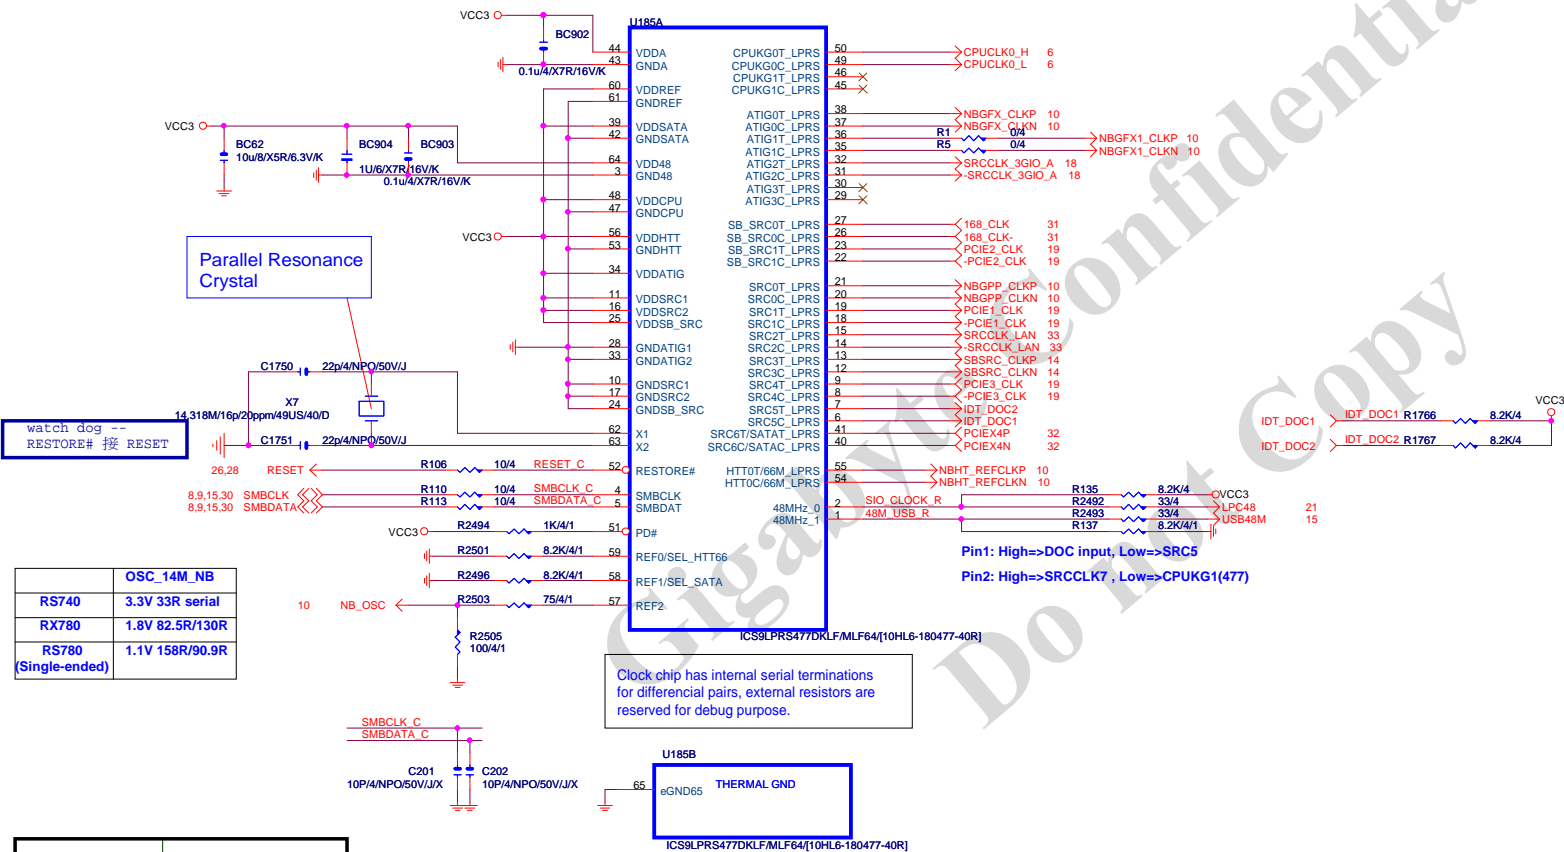 VCC3
BC902
0.1u/4/X7R/16V/K
VCC3
BC62
10u/8/X5R/6.3V/K
BC904
1U/6/X7R/16V/K
BC903
0.1u/4/X7R/16V/K
VCC3
Parallel Resonance
Crystal
C1750 22p/4/NPO/50V/J
X7
14.318M/16p/20ppm/49US/40/D
C1751 22p/4/NPO/50V/J
watch dog --
RESTORE# 接 RESET
26,28 RESET R106 10/4 RESET_C
8,9,15,30 SMBCLK R110 10/4 SMBCLK_C
8,9,15,30 SMBDATA R113 10/4 SMBDATA_C
VCC3 R2494 1K/4/1
R2501 8.2K/4/1
R2496 8.2K/4/1
10 NB_OSC R2503 75/4/1
R2505
100/4/1
U185A
44 VDDA
43 GNDA
60 VDDREF
61 GNDREF
39 VDDSATA
42 GNDSATA
64 VDD48
3 GND48
48 VDDCPU
47 GNDCPU
56 VDDHTT
53 GNDHTT
34 VDDATIG
11 VDDSRC1
16 VDDSRC2
25 VDDSB_SRC
28 GNDATIG1
33 GNDATIG2
10 GNDSRC1
17 GNDSRC2
24 GNDSB_SRC
62 X1
63 X2
52 RESTORE#
4 SMBCLK
5 SMBDAT
51 PD#
59 REF0/SEL_HTT66
58 REF1/SEL_SATA
57 REF2
CPUKG0T_LPRS 50 CPUCLK0_H 6
CPUKG0C_LPRS 49 CPUCLK0_L 6
CPUKG1T_LPRS 46
CPUKG1C_LPRS 45
ATIG0T_LPRS 38 NBGFX_CLKP 10
ATIG0C_LPRS 37 NBGFX_CLKN 10
ATIG1T_LPRS 36 R1 0/4 NBGFX1_CLKP 10
ATIG1C_LPRS 35 R5 0/4 NBGFX1_CLKN 10
ATIG2T_LPRS 32 SRCCLK_3GIO_A 18
ATIG2C_LPRS 31 -SRCCLK_3GIO_A 18
ATIG3T_LPRS 30
ATIG3C_LPRS 29
SB_SRC0T_LPRS 27 168_CLK 31
SB_SRC0C_LPRS 26 168_CLK- 31
SB_SRC1T_LPRS 23 PCIE2_CLK 19
SB_SRC1C_LPRS 22 -PCIE2_CLK 19
SRC0T_LPRS 21 NBGPP_CLKP 10
SRC0C_LPRS 20 NBGPP_CLKN 10
SRC1T_LPRS 19 PCIE1_CLK 19
SRC1C_LPRS 18 -PCIE1_CLK 19
SRC2T_LPRS 15 SRCCLK_LAN 33
SRC2C_LPRS 14 -SRCCLK_LAN 33
SRC3T_LPRS 13 SBSRC_CLKP 14
SRC3C_LPRS 12 SBSRC_CLKN 14
SRC4T_LPRS 9 PCIE3_CLK 19
SRC4C_LPRS 8 -PCIE3_CLK 19
SRC5T_LPRS 7 IDT_DOC2
SRC5C_LPRS 6 IDT_DOC1
SRC6T/SATAT_LPRS 41 PCIEX4P 32
SRC6C/SATAC_LPRS 40 PCIEX4N 32
HTT0T/66M_LPRS 55 NBHT_REFCLKP 10
HTT0C/66M_LPRS 54 NBHT_REFCLKN 10
48MHz_0 2 SIO_CLOCK_R
48MHz_1 1 48M_USB_R
R135 8.2K/4 VCC3
R2492 33/4 LPC48 21
R2493 33/4 USB48M 15
R137 8.2K/4/1
Pin1: High=>DOC input, Low=>SRC5
Pin2: High=>SRCCLK7 , Low=>CPUKG1(477)
ICS9LPRS477DKLF/MLF64/[10HL6-180477-40R]
VCC3
IDT_DOC1 IDT_DOC1 R1766 8.2K/4
IDT_DOC2 IDT_DOC2 R1767 8.2K/4
OSC_14M_NB
RS740 3.3V 33R serial
RX780 1.8V 82.5R/130R
RS780 1.1V 158R/90.9R
(Single-ended)
Clock chip has internal serial terminations
for differencial pairs, external resistors are
reserved for debug purpose.
SMBCLK_C
SMBDATA_C
C201
10P/4/NPO/50V/J/X
C202
10P/4/NPO/50V/J/X
U185B
65 eGND65 THERMAL GND
ICS9LPRS477DKLF/MLF64/[10HL6-180477-40R]
Gigabyte Confidential
Do not Copy